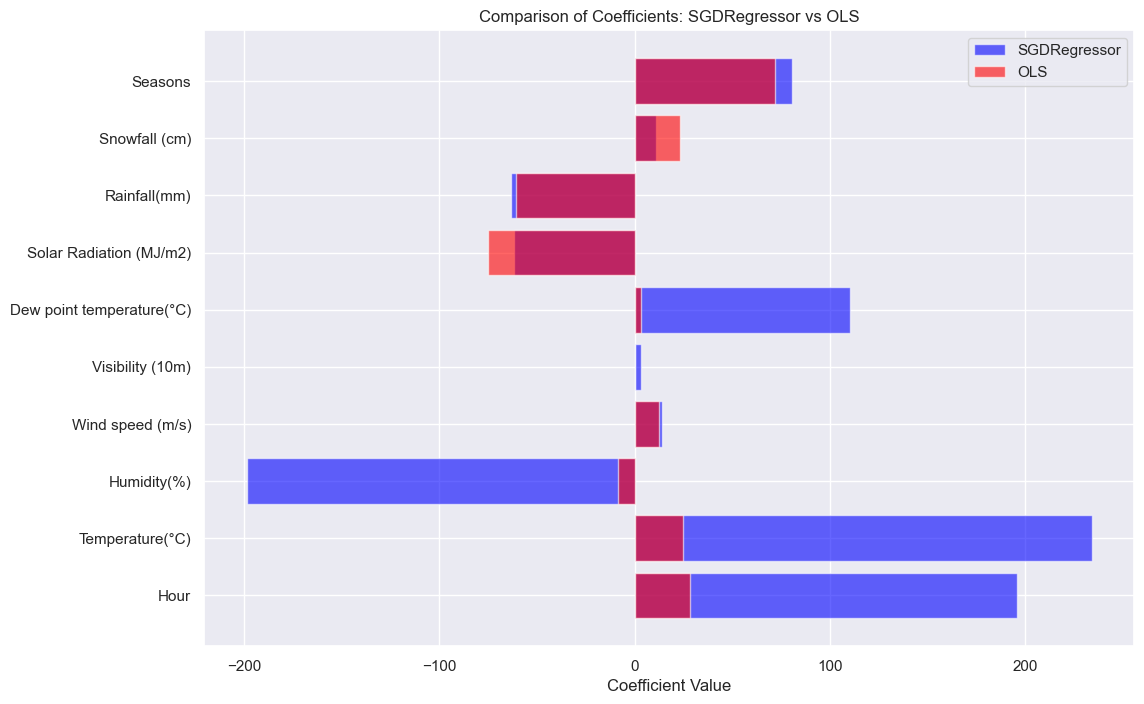 Comparison of Coefficients: SGDRegressor vs OLS
SGDRegressor
OLS
Seasons
Snowfall (cm)
Rainfall(mm)
Solar Radiation (MJ/m2)
Dew point temperature(°C)
Visibility (10m)
Wind speed (m/s)
Humidity(%)
Temperature(°C)
Hour
−200 −100 0 100 200
Coefficient Value